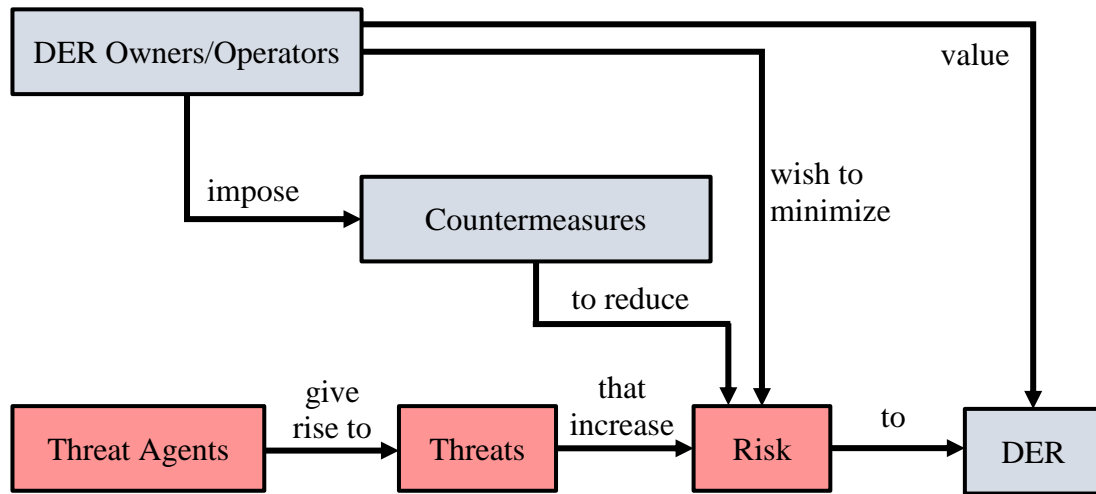 DER Owners/Operators
value
impose
wish to
minimize
Countermeasures
to reduce
give
rise to
that
increase
to
Threat Agents
Threats
Risk
DER